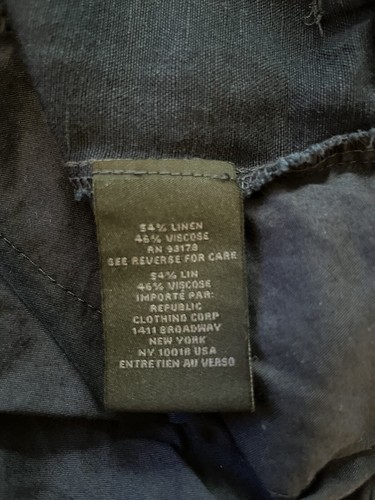 54% LINEN
46% VISCOSE
RN 93178
SEE REVERSE FOR CARE
54% LIN
46% VISCOSE
IMPORTÉ PAR:
REPUBLIC
CLOTHING CORP
1411 BROADWAY
NEW YORK
NY 10018 USA
ENTRETIEN AU VERSO